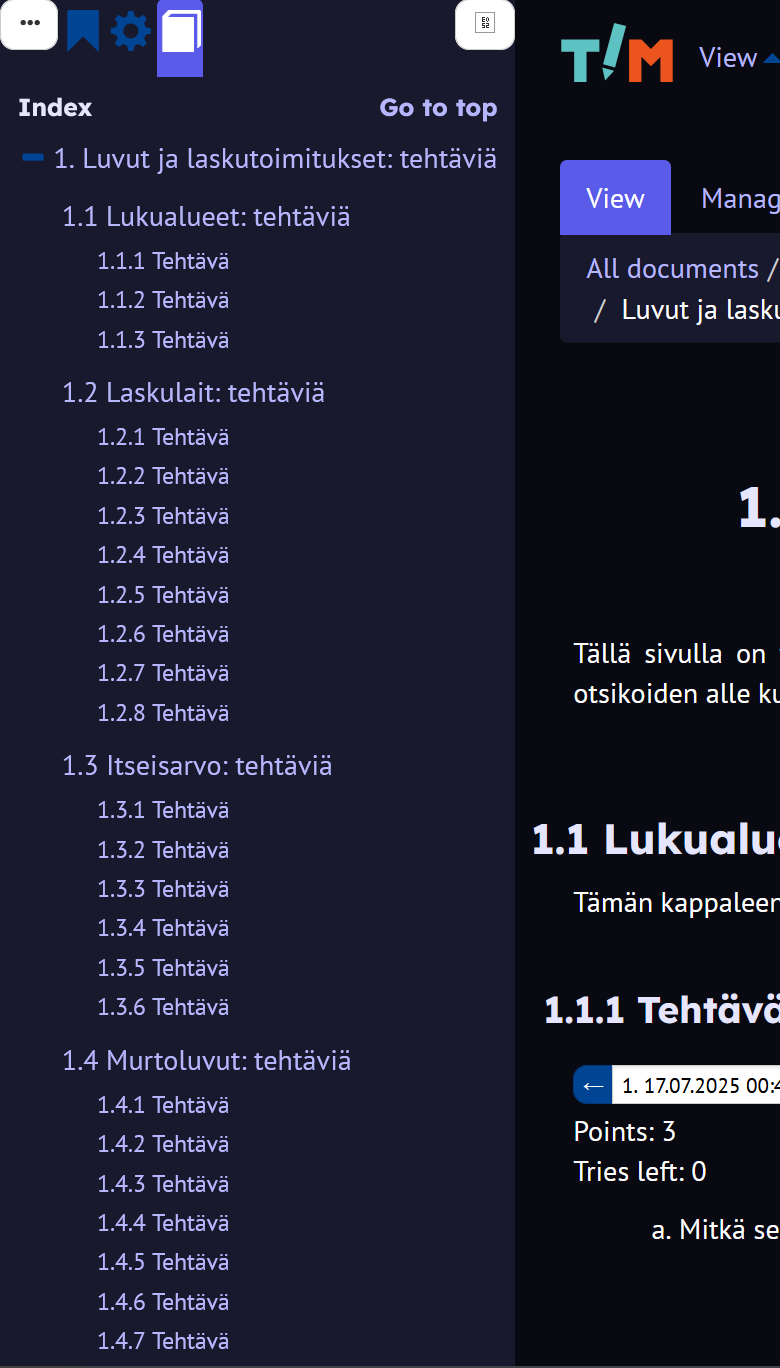 Index Go to top
1. Luvut ja laskutoimitukset: tehtäviä
1.1 Lukualueet: tehtäviä
1.1.1 Tehtävä
1.1.2 Tehtävä
1.1.3 Tehtävä
1.2 Laskulait: tehtäviä
1.2.1 Tehtävä
1.2.2 Tehtävä
1.2.3 Tehtävä
1.2.4 Tehtävä
1.2.5 Tehtävä
1.2.6 Tehtävä
1.2.7 Tehtävä
1.2.8 Tehtävä
1.3 Itseisarvo: tehtäviä
1.3.1 Tehtävä
1.3.2 Tehtävä
1.3.3 Tehtävä
1.3.4 Tehtävä
1.3.5 Tehtävä
1.3.6 Tehtävä
1.4 Murtoluvut: tehtäviä
1.4.1 Tehtävä
1.4.2 Tehtävä
1.4.3 Tehtävä
1.4.4 Tehtävä
1.4.5 Tehtävä
1.4.6 Tehtävä
1.4.7 Tehtävä
TIM View
View Manag
All documents /
/ Luvut ja lasku
1.
Tällä sivulla on
otsikoiden alle ku
1.1 Lukualu
Tämän kappaleen
1.1.1 Tehtävä
← 1. 17.07.2025 00:4
Points: 3
Tries left: 0
a. Mitkä se